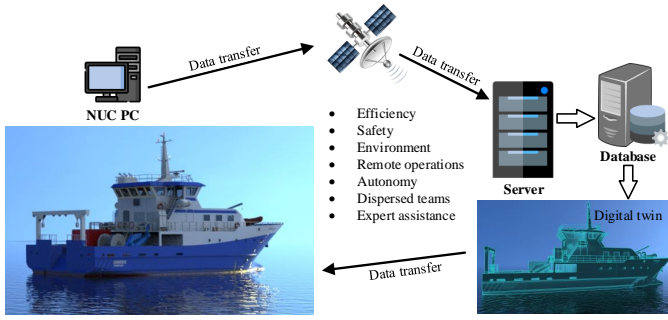 Data transfer
Data transfer
NUC PC
Efficiency
Safety
Environment
Remote operations
Autonomy
Dispersed teams
Expert assistance
Server
Database
Digital twin
Data transfer